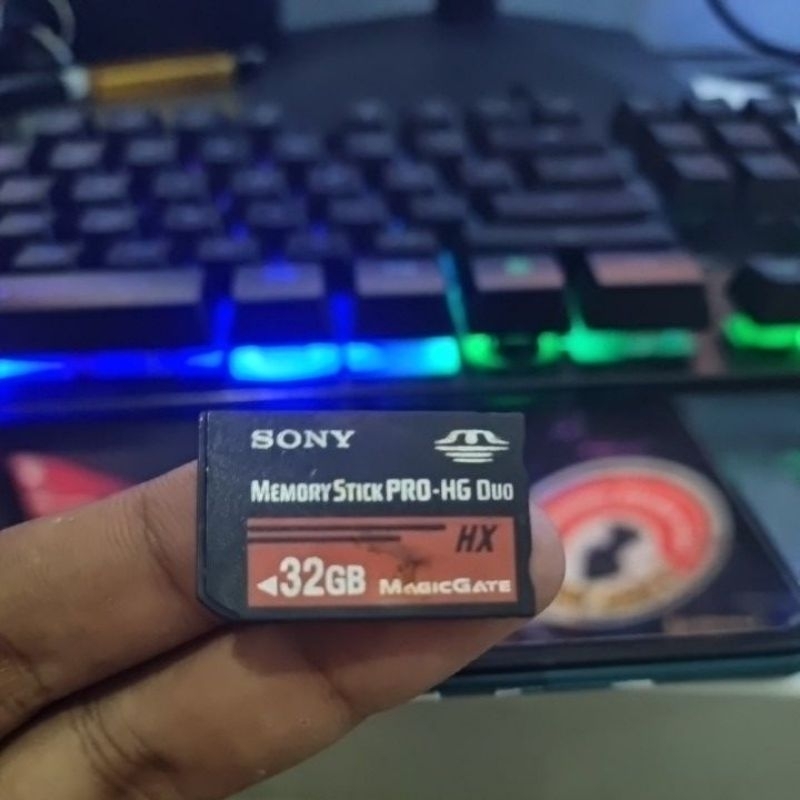 SONY
MEMORY STICK PRO-HG DUO
HX
32GB MAGICGATE